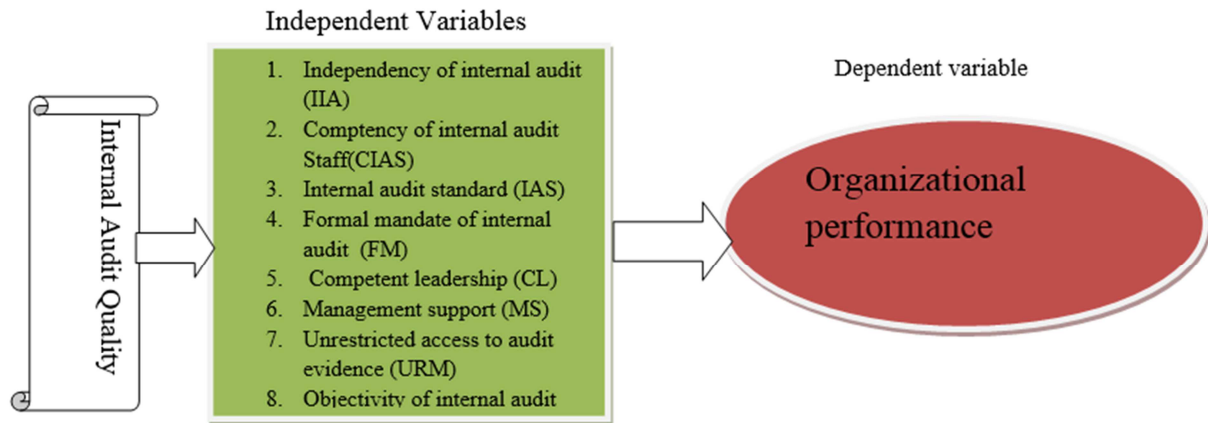 Independent Variables
Internal Audit Quality
1. Independency of internal audit
(IIA)
2. Comptency of internal audit
Staff(CIAS)
3. Internal audit standard (IAS)
4. Formal mandate of internal
audit (FM)
5. Competent leadership (CL)
6. Management support (MS)
7. Unrestricted access to audit
evidence (URM)
8. Objectivity of internal audit
Dependent variable
Organizational
performance